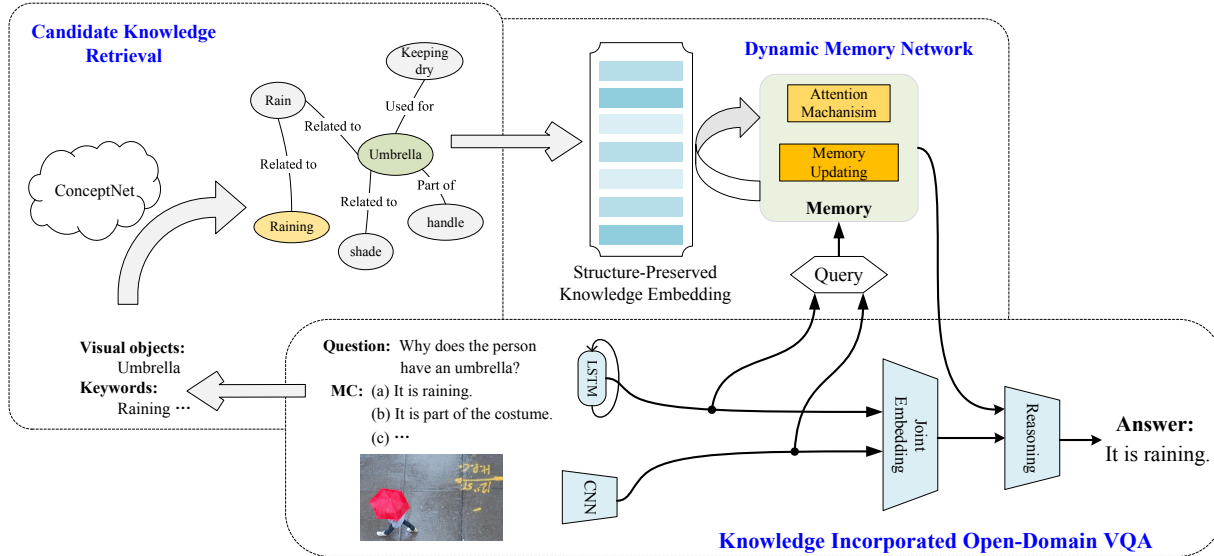 Candidate Knowledge
Retrieval
ConceptNet
Rain
Related to
Raining
Related to
Keeping
dry
Used for
Umbrella
Related to
shade
Part of
handle
Visual objects:
Umbrella
Keywords:
Raining ···
Structure-Preserved
Knowledge Embedding
Dynamic Memory Network
Attention
Machanisim
Memory
Updating
Memory
Query
Question: Why does the person
have an umbrella?
MC: (a) It is raining.
(b) It is part of the costume.
(c) ···
LSTM
CNN
Joint
Embedding
Reasoning
Answer:
It is raining.
Knowledge Incorporated Open-Domain VQA